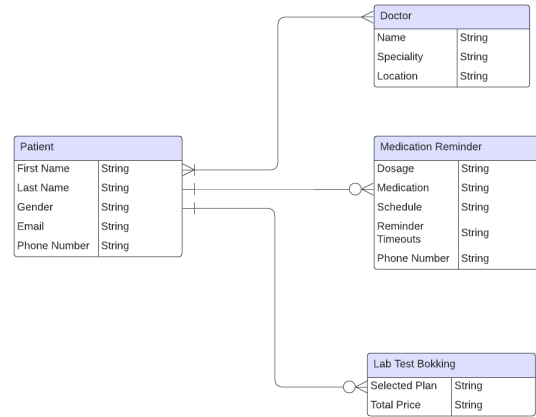 Doctor
Name String
Speciality String
Location String
Patient
First Name String
Last Name String
Gender String
Email String
Phone Number String
Medication Reminder
Dosage String
Medication String
Schedule String
Reminder
Timeouts String
Phone Number String
Lab Test Bokking
Selected Plan String
Total Price String